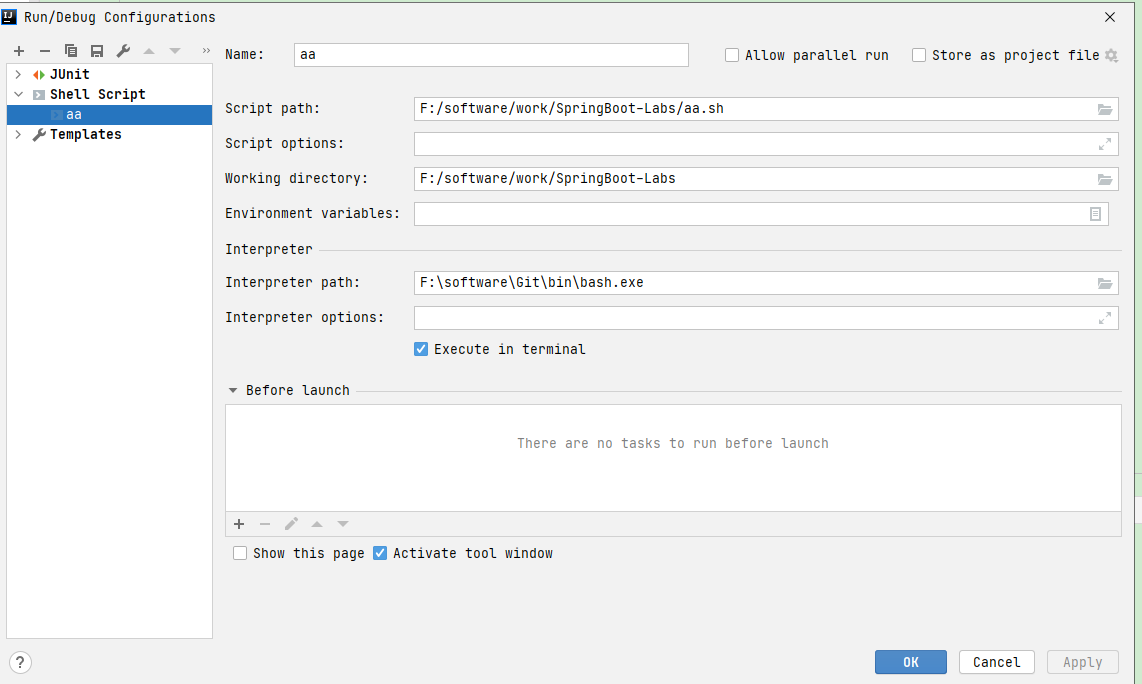 Run/Debug Configurations
Name: aa
Allow parallel run
Store as project file
JUnit
Shell Script
aa
Templates
Script path: F:/software/work/SpringBoot-Labs/aa.sh
Script options:
Working directory: F:/software/work/SpringBoot-Labs
Environment variables:
Interpreter
Interpreter path: F:\software\Git\bin\bash.exe
Interpreter options:
Execute in terminal
Before launch
There are no tasks to run before launch
Show this page Activate tool window
? OK Cancel Apply